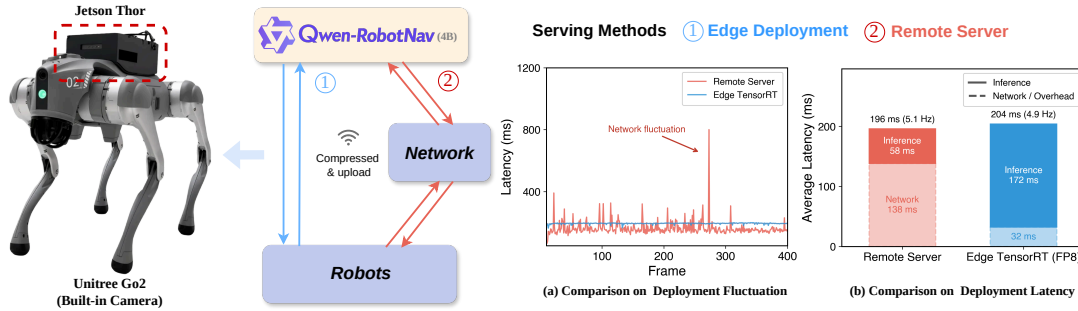 Jetson Thor
02
Unitree Go2
(Built-in Camera)
Qwen-RobotNav (4B)
1
2
Compressed
& upload
Network
Robots
Serving Methods 1 Edge Deployment 2 Remote Server
1200
800
400
Latency (ms)
Remote Server
Edge TensorRT
Network fluctuation
100 200 300 400
Frame
(a) Comparison on Deployment Fluctuation
Average Latency (ms)
200
100
0
Inference
Network / Overhead
196 ms (5.1 Hz)
204 ms (4.9 Hz)
Inference
58 ms
Network
138 ms
Inference
172 ms
32 ms
Remote Server
Edge TensorRT (FP8)
(b) Comparison on Deployment Latency